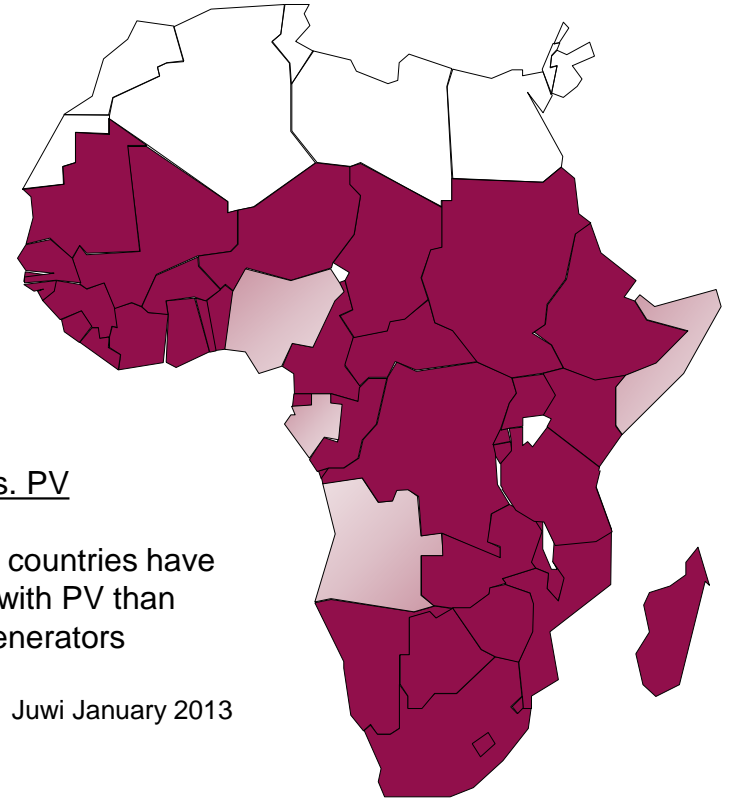 s. PV
countries have
with PV than
enerators
Juwi January 2013